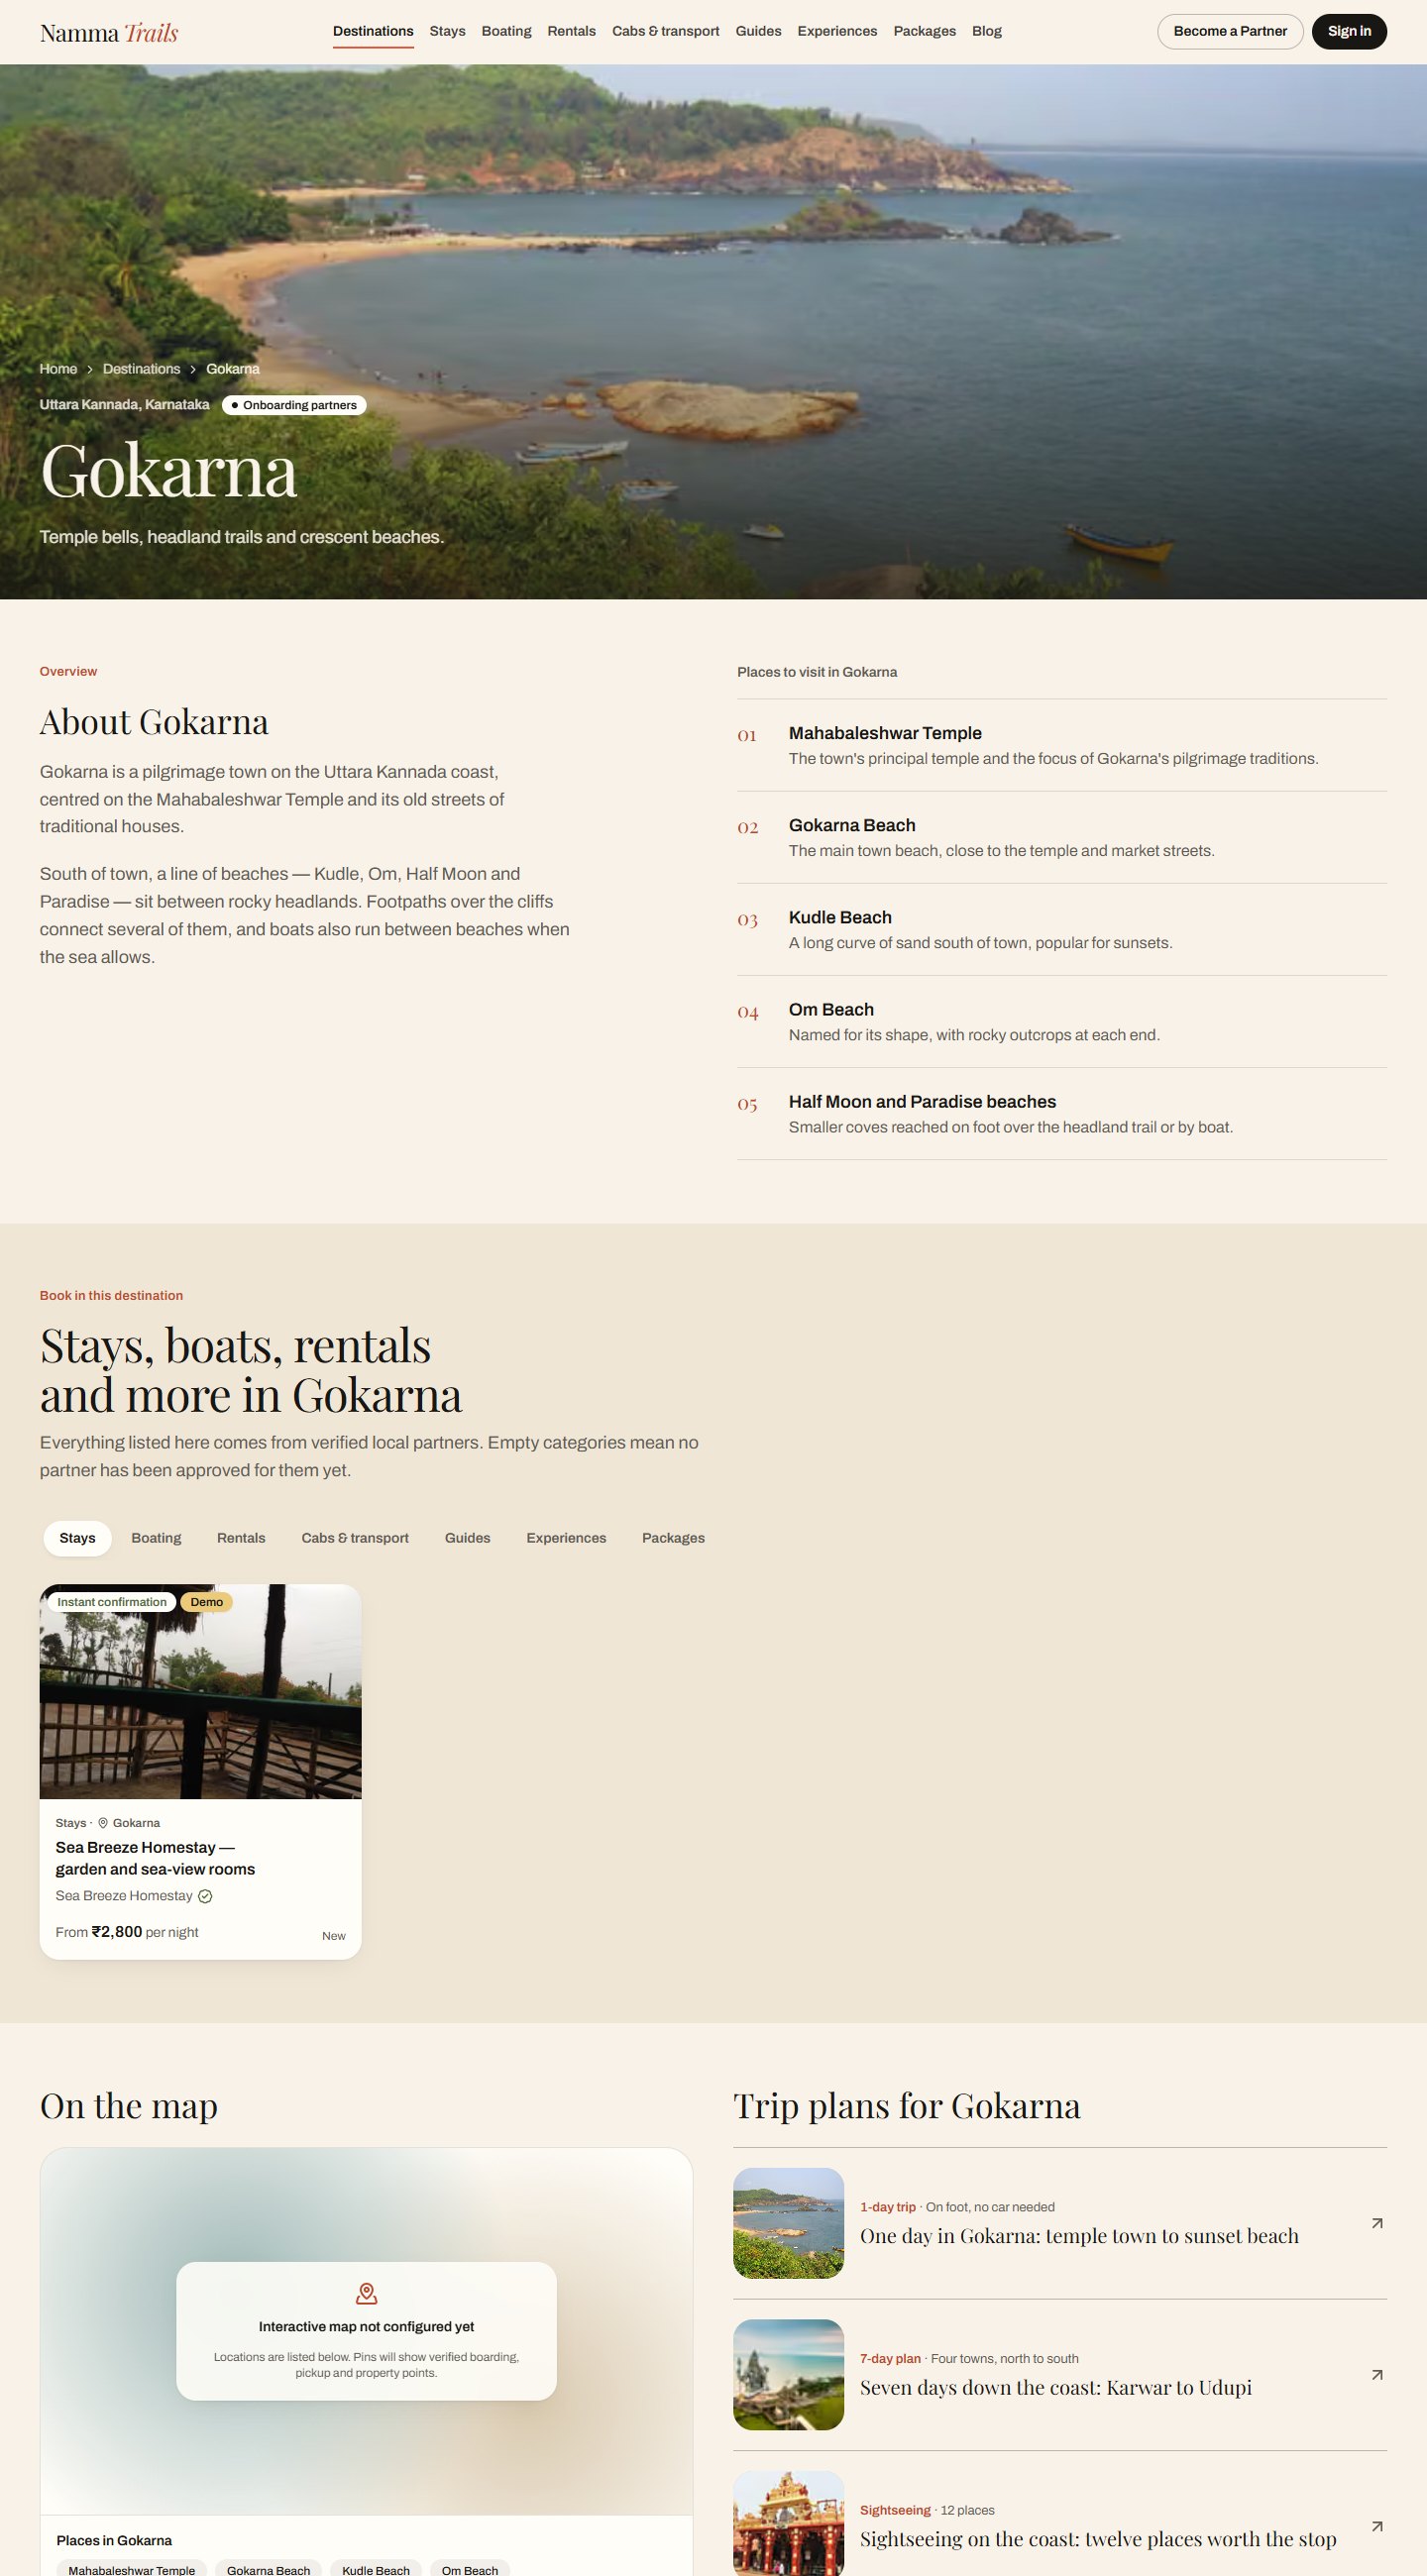 Namma Trails
Destinations Stays Boating Rentals Cabs & transport Guides Experiences Packages Blog
Become a Partner Sign in
Home > Destinations > Gokarna
Uttara Kannada, Karnataka • Onboarding partners
Gokarna
Temple bells, headland trails and crescent beaches.
Overview
About Gokarna
Gokarna is a pilgrimage town on the Uttara Kannada coast,
centred on the Mahabaleshwar Temple and its old streets of
traditional houses.
South of town, a line of beaches — Kudle, Om, Half Moon and
Paradise — sit between rocky headlands. Footpaths over the cliffs
connect several of them, and boats also run between beaches when
the sea allows.
Places to visit in Gokarna
01 Mahabaleshwar Temple
The town's principal temple and the focus of Gokarna's pilgrimage traditions.
02 Gokarna Beach
The main town beach, close to the temple and market streets.
03 Kudle Beach
A long curve of sand south of town, popular for sunsets.
04 Om Beach
Named for its shape, with rocky outcrops at each end.
05 Half Moon and Paradise beaches
Smaller coves reached on foot over the headland trail or by boat.
Book in this destination
Stays, boats, rentals
and more in Gokarna
Everything listed here comes from verified local partners. Empty categories mean no
partner has been approved for them yet.
Stays Boating Rentals Cabs & transport Guides Experiences Packages
Instant confirmation Demo
Stays · Gokarna
Sea Breeze Homestay —
garden and sea-view rooms
Sea Breeze Homestay
From ₹2,800 per night New
On the map
Interactive map not configured yet
Locations are listed below. Pins will show verified boarding,
pickup and property points.
Places in Gokarna
Mahabaleshwar Temple Gokarna Beach Kudle Beach Om Beach
Trip plans for Gokarna
1-day trip · On foot, no car needed
One day in Gokarna: temple town to sunset beach
7-day plan · Four towns, north to south
Seven days down the coast: Karwar to Udupi
Sightseeing · 12 places
Sightseeing on the coast: twelve places worth the stop